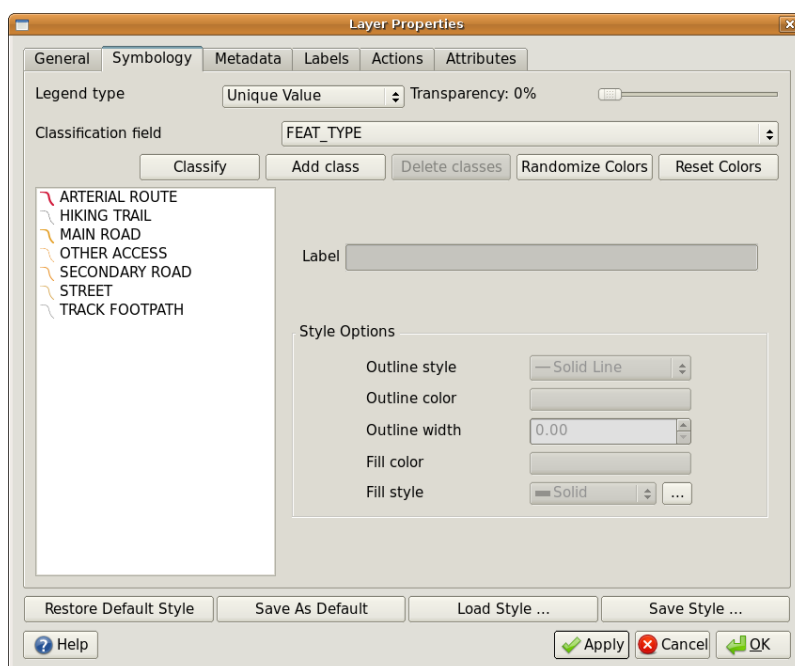 Layer Properties
General Symbology Metadata Labels Actions Attributes
Legend type Unique Value Transparency: 0%
Classification field FEAT_TYPE
Classify Add class Delete classes Randomize Colors Reset Colors
ARTERIAL ROUTE
HIKING TRAIL
MAIN ROAD
OTHER ACCESS
SECONDARY ROAD
STREET
TRACK FOOTPATH
Label
Style Options
Outline style Solid Line
Outline color
Outline width 0.00
Fill color
Fill style Solid ...
Restore Default Style Save As Default Load Style ... Save Style ...
Help Apply Cancel OK